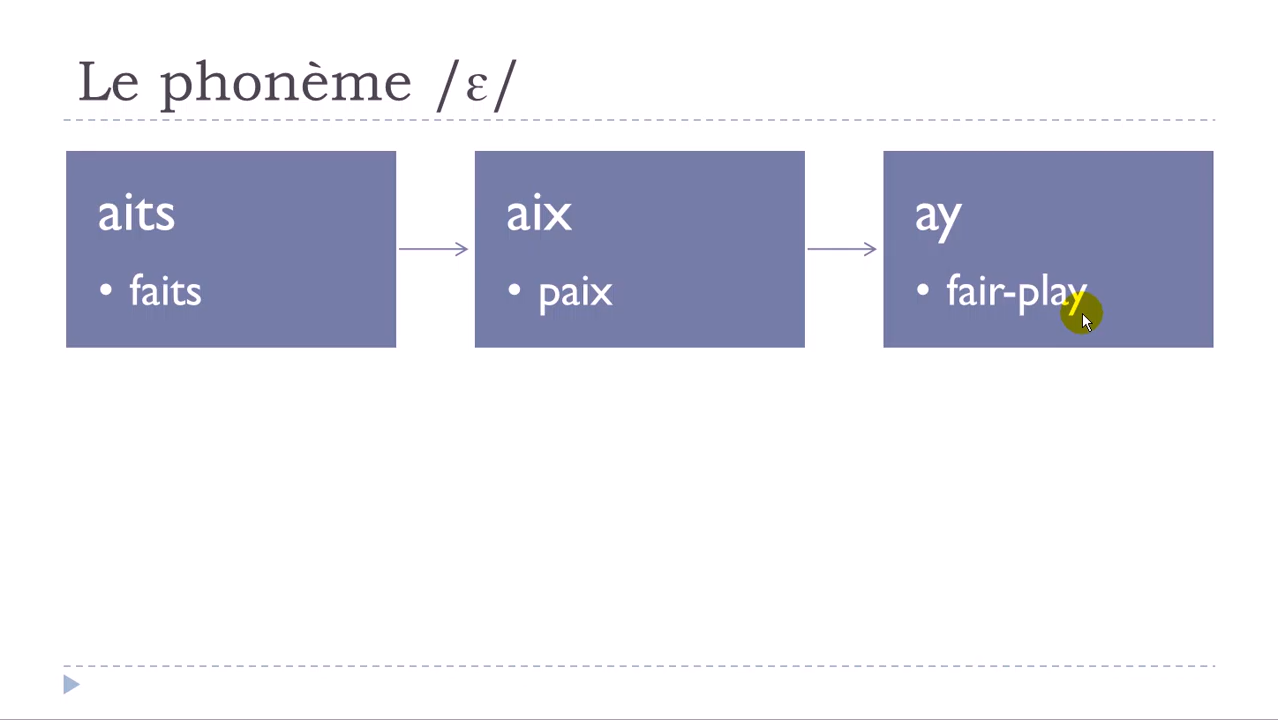 Le phonème /ɛ/
aits
• faits
aix
• paix
ay
• fair-play